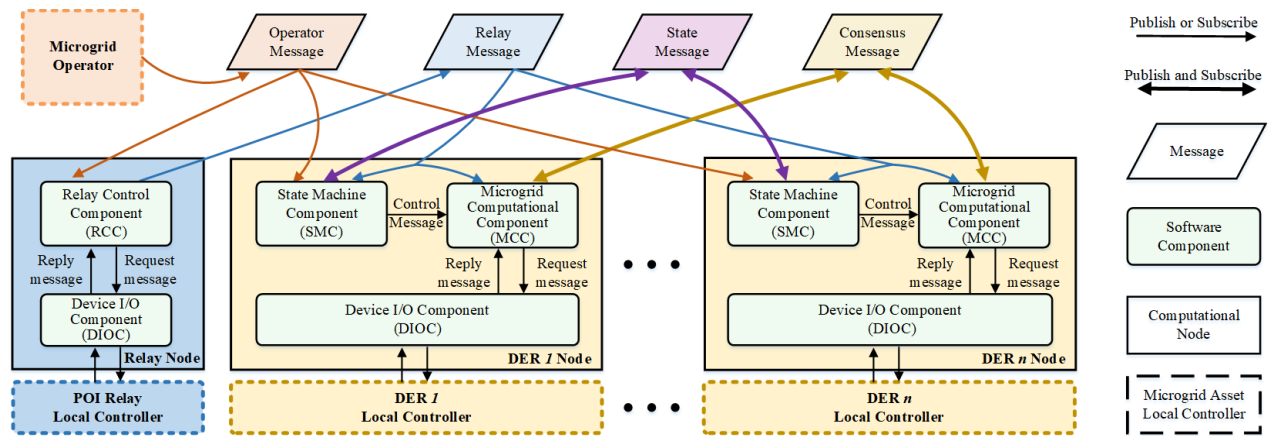 Microgrid
Operator
Operator
Message
Relay
Message
State
Message
Consensus
Message
Publish or Subscribe
Publish and Subscribe
Message
Software
Component
Computational
Node
Microgrid Asset
Local Controller
Relay Control
Component
(RCC)
Reply
message
Request
message
Device I/O
Component
(DIOC)
Relay Node
POI Relay
Local Controller
State Machine
Component
(SMC)
Control
Message
Microgrid
Computational
Component
(MCC)
Reply
message
Request
message
Device I/O Component
(DIOC)
DER 1 Node
DER 1
Local Controller
State Machine
Component
(SMC)
Control
Message
Microgrid
Computational
Component
(MCC)
Reply
message
Request
message
Device I/O Component
(DIOC)
DER n Node
DER n
Local Controller